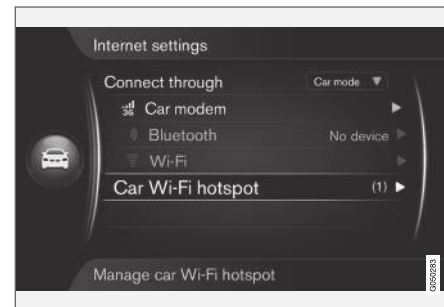 Internet settings
Connect through Car mode ▼
3G Car modem
Bluetooth No device
Wi-Fi
Car Wi-Fi hotspot (1)
Manage car Wi-Fi hotspot
G050283